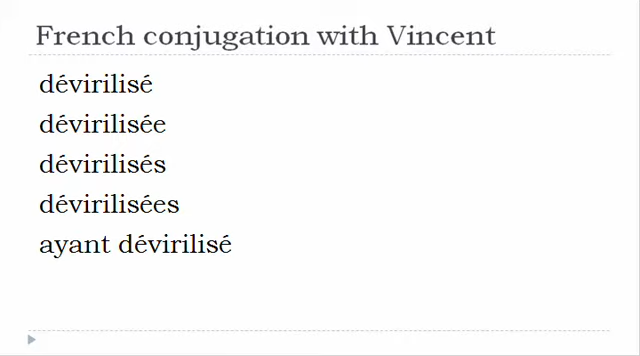 French conjugation with Vincent
dévirilisé
dévirilisée
dévirilisés
dévirilisées
ayant dévirilisé